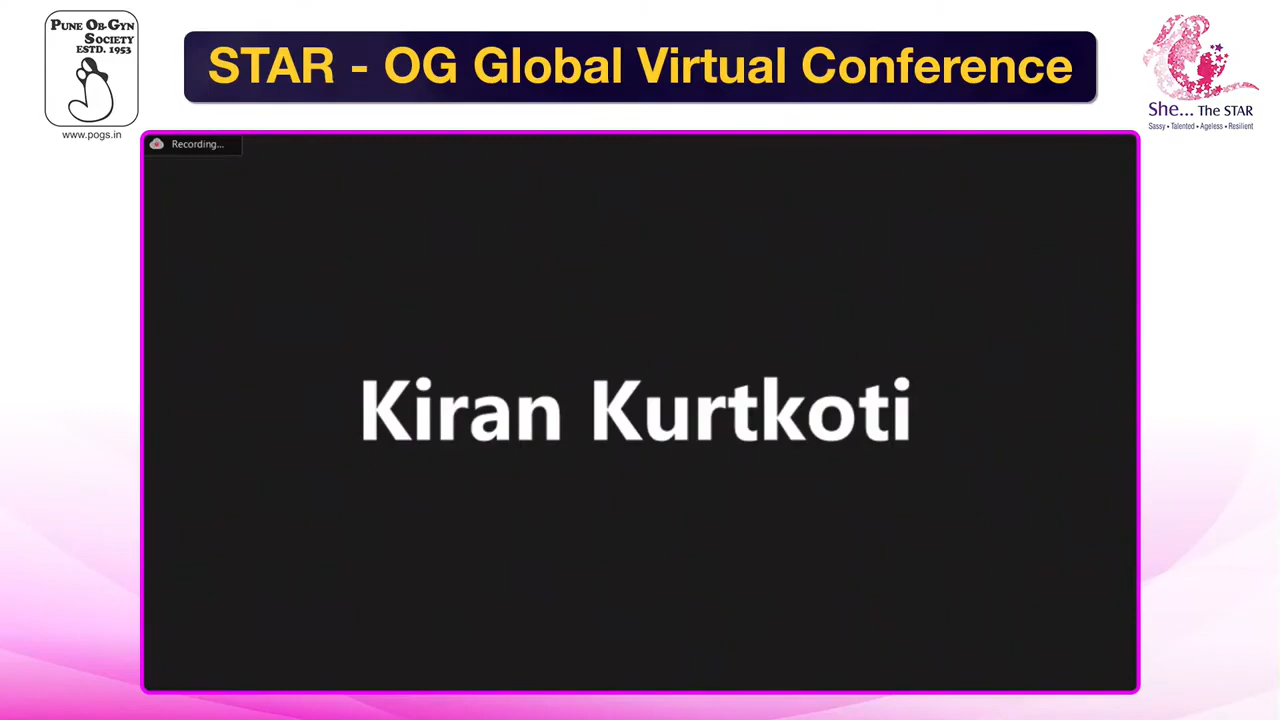 PUNE OB-GYN
SOCIETY
ESTD. 1953
www.pogs.in
STAR - OG Global Virtual Conference
She... THE STAR
Sassy • Talented • Ageless • Resilient
Recording...
Kiran Kurtkoti